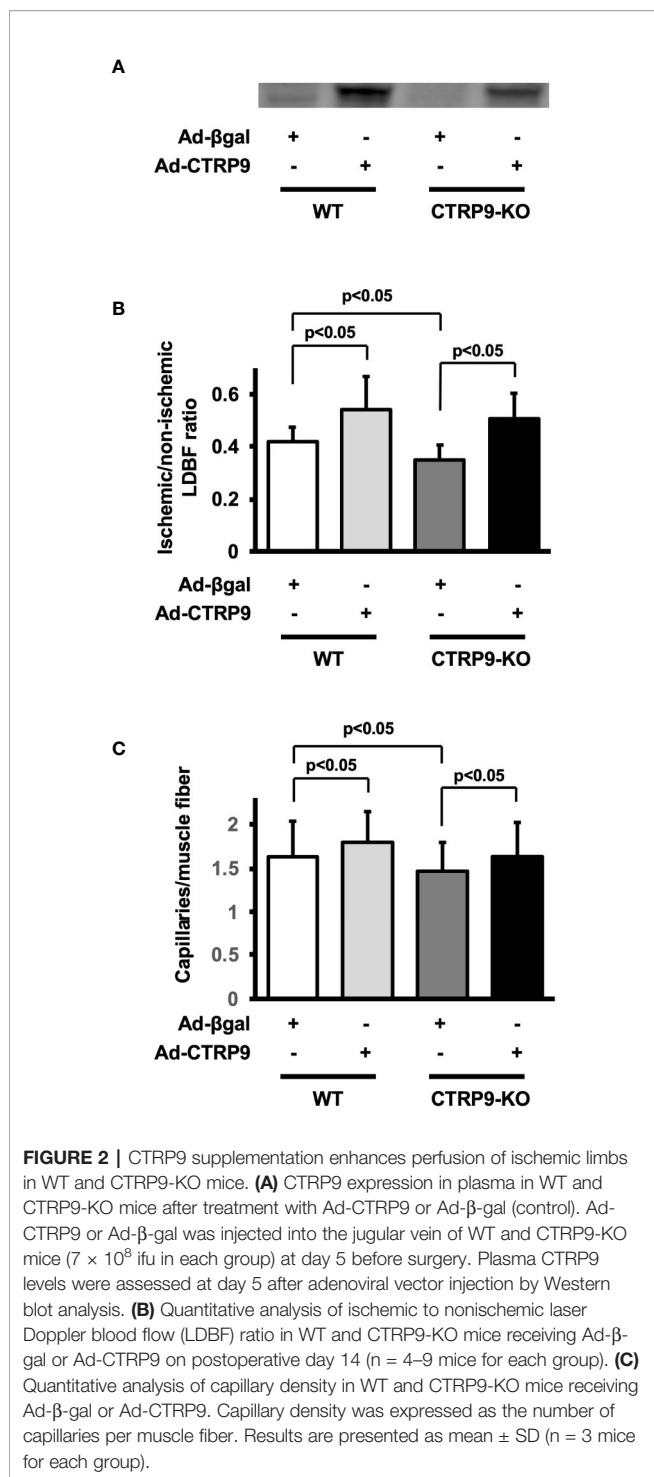 A
Ad-βgal + - + -
Ad-CTRP9 - + - +
WT CTRP9-KO
B
p<0.05
p<0.05 p<0.05
Ischemic/non-ischemic
LDBF ratio
0.6
0.4
0.2
0
Ad-βgal + - + -
Ad-CTRP9 - + - +
WT CTRP9-KO
C
p<0.05
p<0.05 p<0.05
Capillaries/muscle fiber
2
1.5
1
0.5
0
Ad-βgal + - + -
Ad-CTRP9 - + - +
WT CTRP9-KO
FIGURE 2 | CTRP9 supplementation enhances perfusion of ischemic limbs
in WT and CTRP9-KO mice. (A) CTRP9 expression in plasma in WT and
CTRP9-KO mice after treatment with Ad-CTRP9 or Ad-β-gal (control). Ad-
CTRP9 or Ad-β-gal was injected into the jugular vein of WT and CTRP9-KO
mice (7 × 10⁸ ifu in each group) at day 5 before surgery. Plasma CTRP9
levels were assessed at day 5 after adenoviral vector injection by Western
blot analysis. (B) Quantitative analysis of ischemic to nonischemic laser
Doppler blood flow (LDBF) ratio in WT and CTRP9-KO mice receiving Ad-β-
gal or Ad-CTRP9 on postoperative day 14 (n = 4–9 mice for each group). (C)
Quantitative analysis of capillary density in WT and CTRP9-KO mice receiving
Ad-β-gal or Ad-CTRP9. Capillary density was expressed as the number of
capillaries per muscle fiber. Results are presented as mean ± SD (n = 3 mice
for each group).